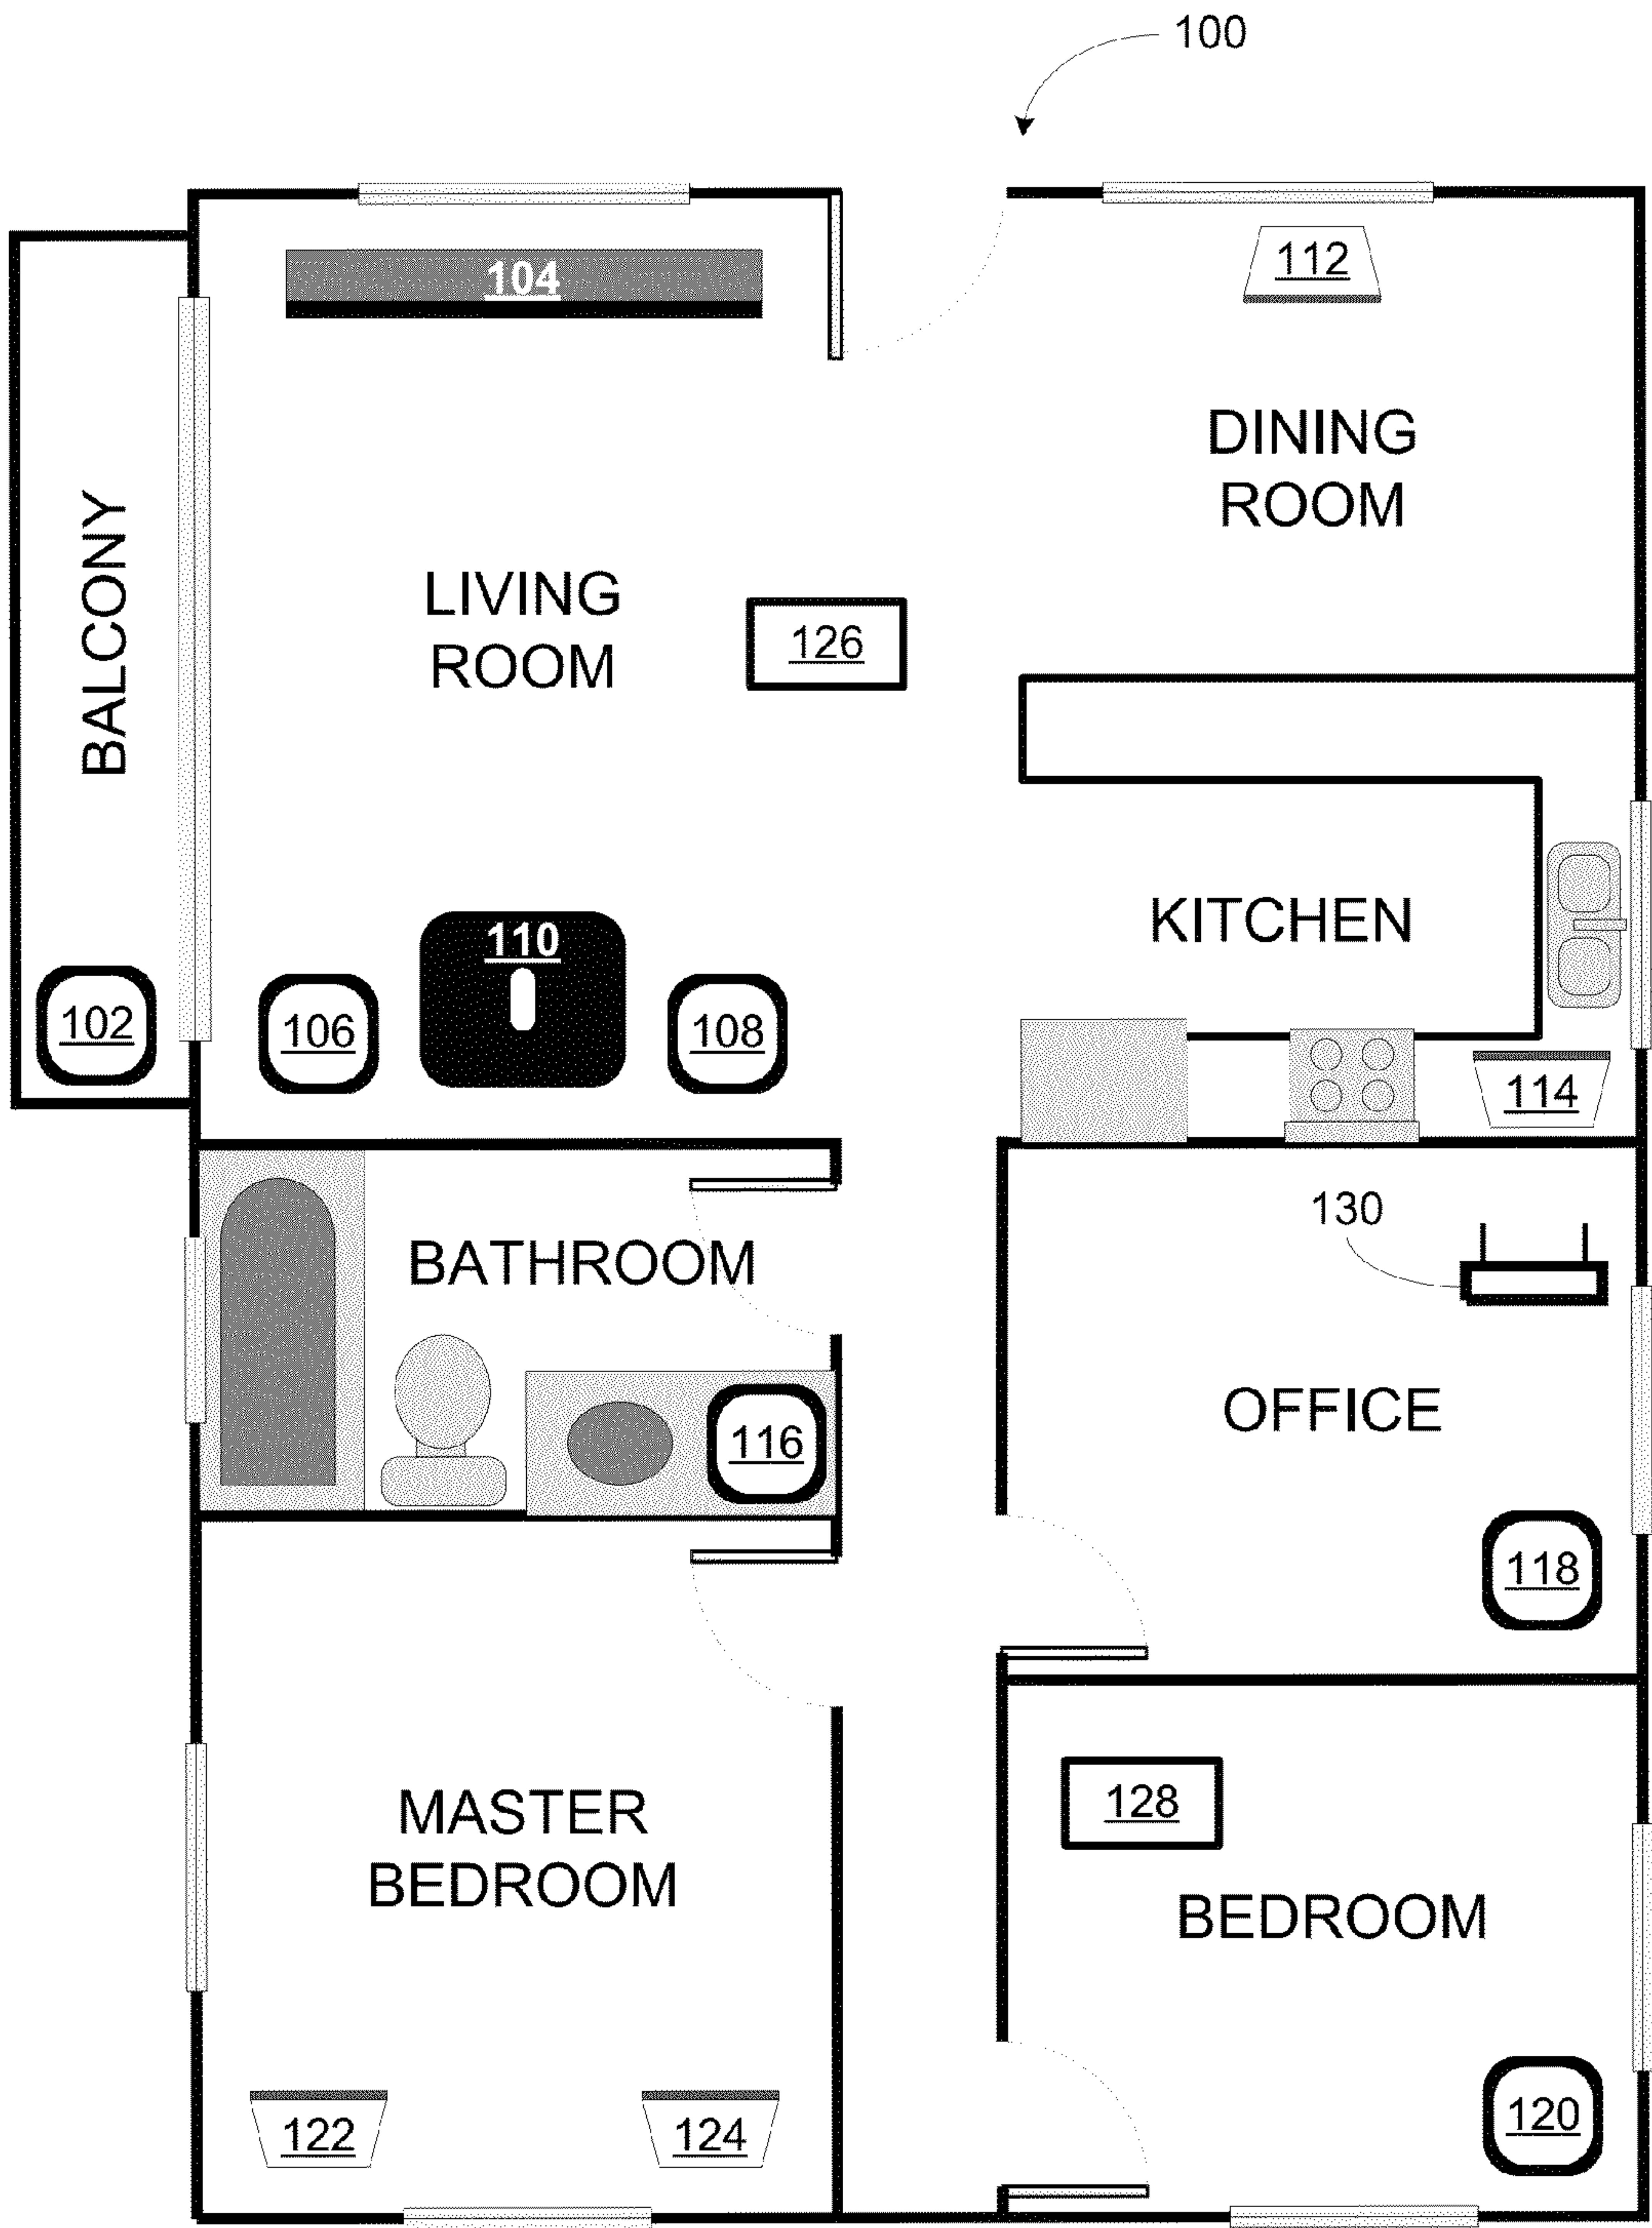 100
104
112
DINING
ROOM
BALCONY
LIVING
ROOM
126
KITCHEN
110
102
106
108
114
130
BATHROOM
OFFICE
116
118
MASTER
BEDROOM
128
BEDROOM
122
124
120